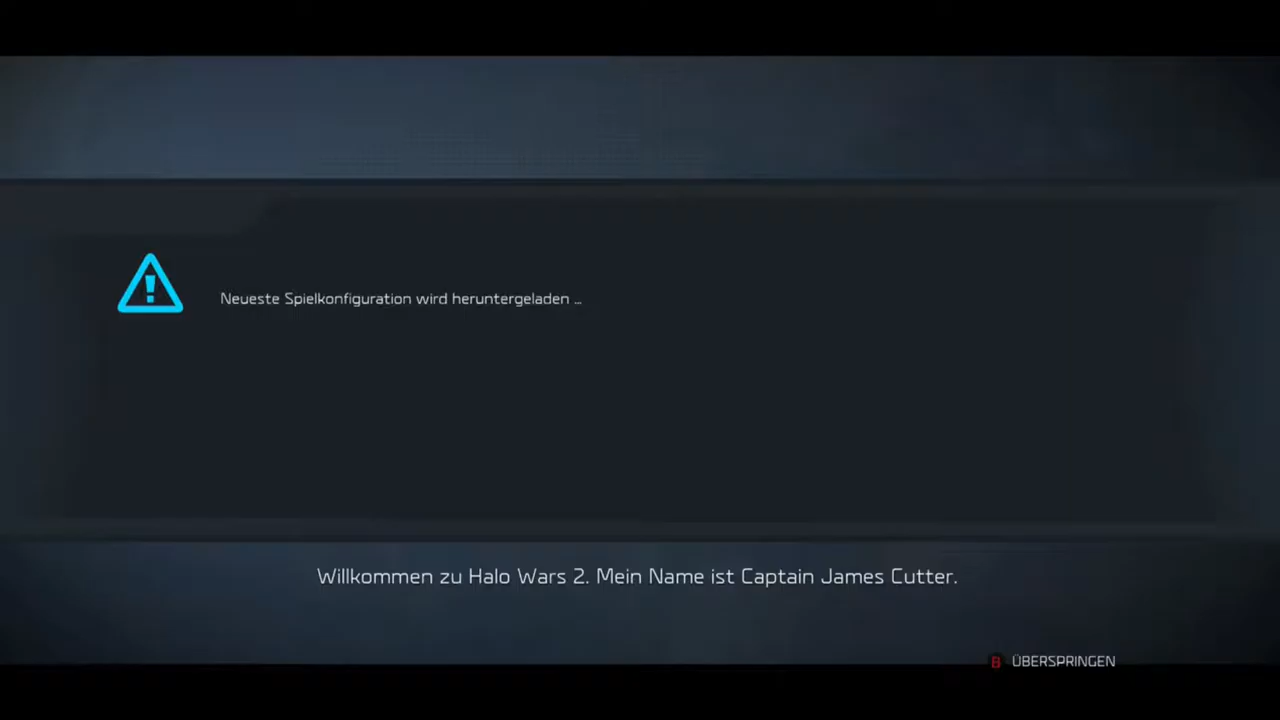 Neueste Spielkonfiguration wird heruntergeladen ...
Willkommen zu Halo Wars 2. Mein Name ist Captain James Cutter.
B ÜBERSPRINGEN